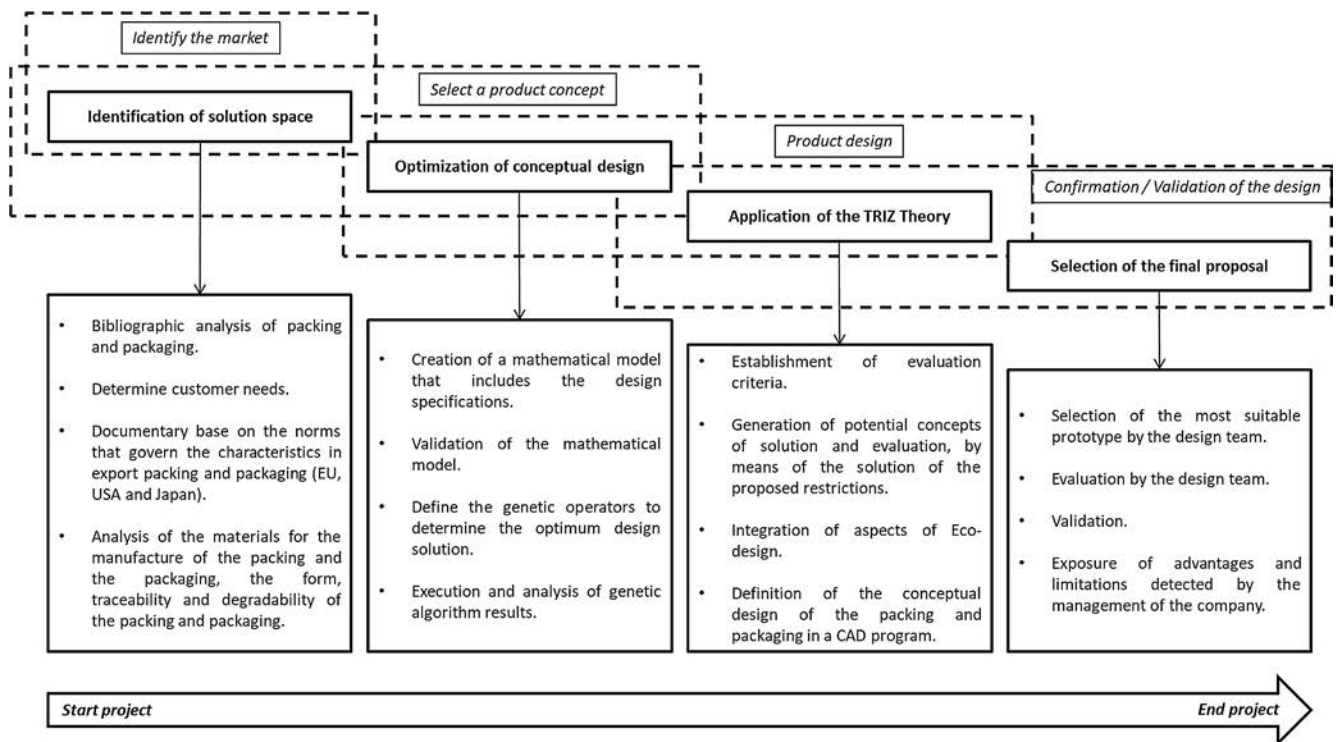 Identify the market
Select a product concept
Identification of solution space
Product design
Optimization of conceptual design
Confirmation / Validation of the design
Application of the TRIZ Theory
Selection of the final proposal
• Bibliographic analysis of packing
and packaging.
• Determine customer needs.
• Documentary base on the norms
that govern the characteristics in
export packing and packaging (EU,
USA and Japan).
• Analysis of the materials for the
manufacture of the packing and
the packaging, the form,
traceability and degradability of
the packing and packaging.
• Creation of a mathematical model
that includes the design
specifications.
• Validation of the mathematical
model.
• Define the genetic operators to
determine the optimum design
solution.
• Execution and analysis of genetic
algorithm results.
• Establishment of evaluation
criteria.
• Generation of potential concepts
of solution and evaluation, by
means of the solution of the
proposed restrictions.
• Integration of aspects of Eco-
design.
• Definition of the conceptual
design of the packing and
packaging in a CAD program.
• Selection of the most suitable
prototype by the design team.
• Evaluation by the design team.
• Validation.
• Exposure of advantages and
limitations detected by the
management of the company.
Start project
End project